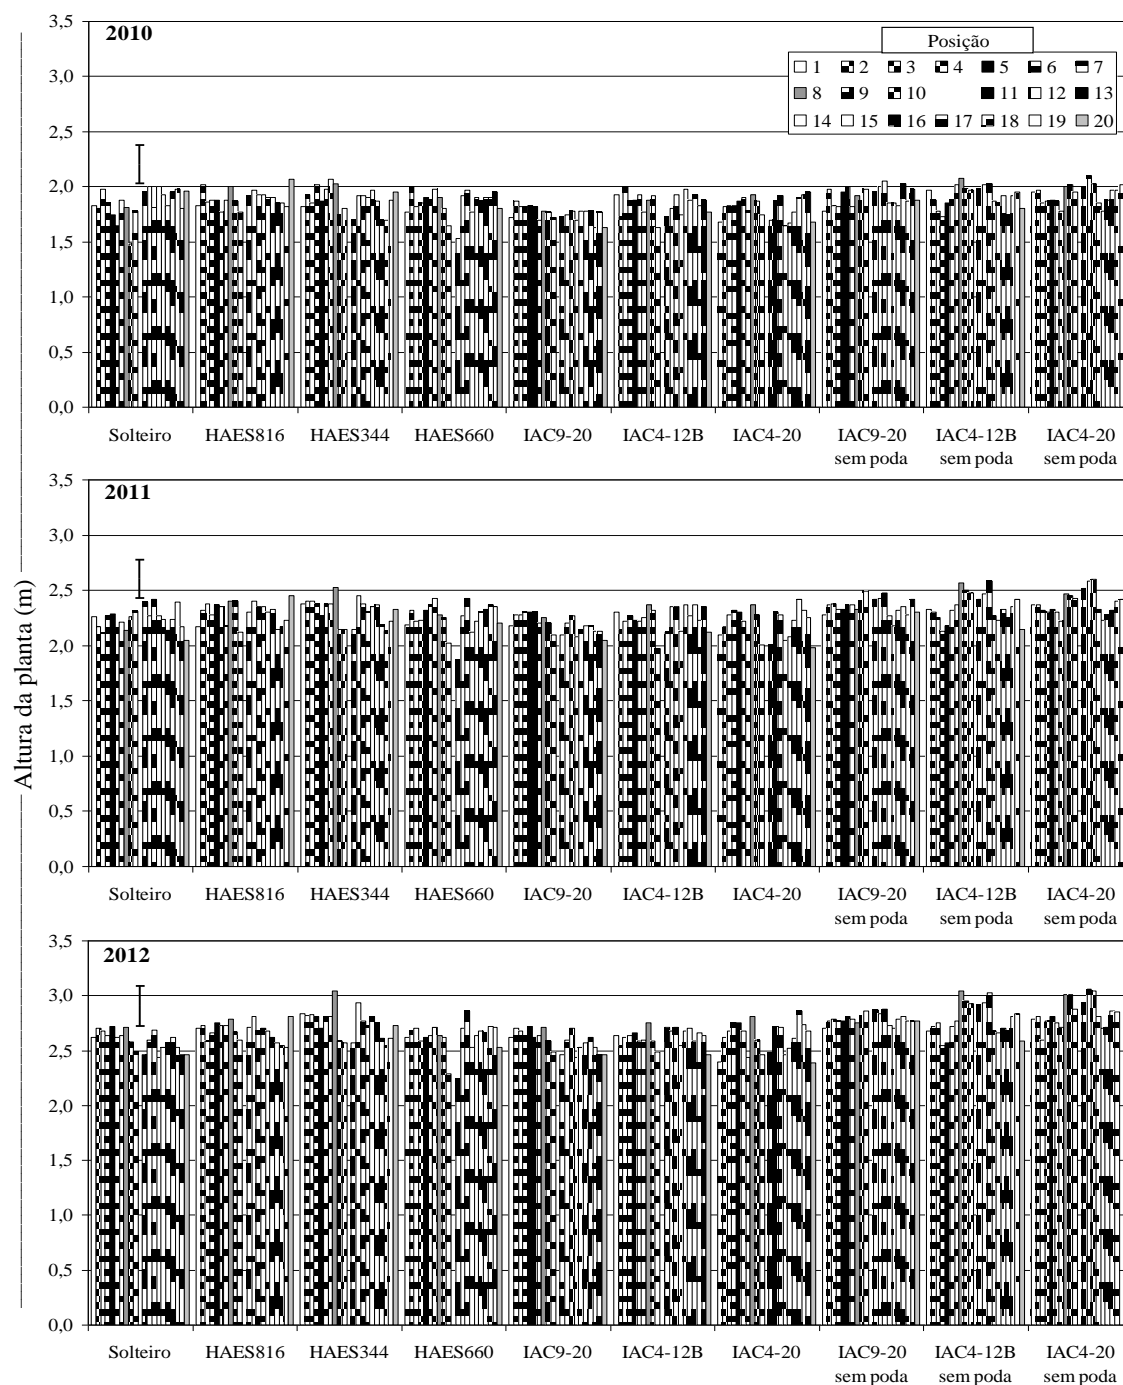 Altura da planta (m)
2010
Posição
1 2 3 4 5 6 7
8 9 10 11 12 13
14 15 16 17 18 19 20
3,5
3,0
2,5
2,0
1,5
1,0
0,5
0,0
Solteiro HAES816 HAES344 HAES660 IAC9-20 IAC4-12B IAC4-20 IAC9-20 IAC4-12B IAC4-20
sem poda sem poda sem poda
2011
3,5
3,0
2,5
2,0
1,5
1,0
0,5
0,0
Solteiro HAES816 HAES344 HAES660 IAC9-20 IAC4-12B IAC4-20 IAC9-20 IAC4-12B IAC4-20
sem poda sem poda sem poda
2012
3,5
3,0
2,5
2,0
1,5
1,0
0,5
0,0
Solteiro HAES816 HAES344 HAES660 IAC9-20 IAC4-12B IAC4-20 IAC9-20 IAC4-12B IAC4-20
sem poda sem poda sem poda